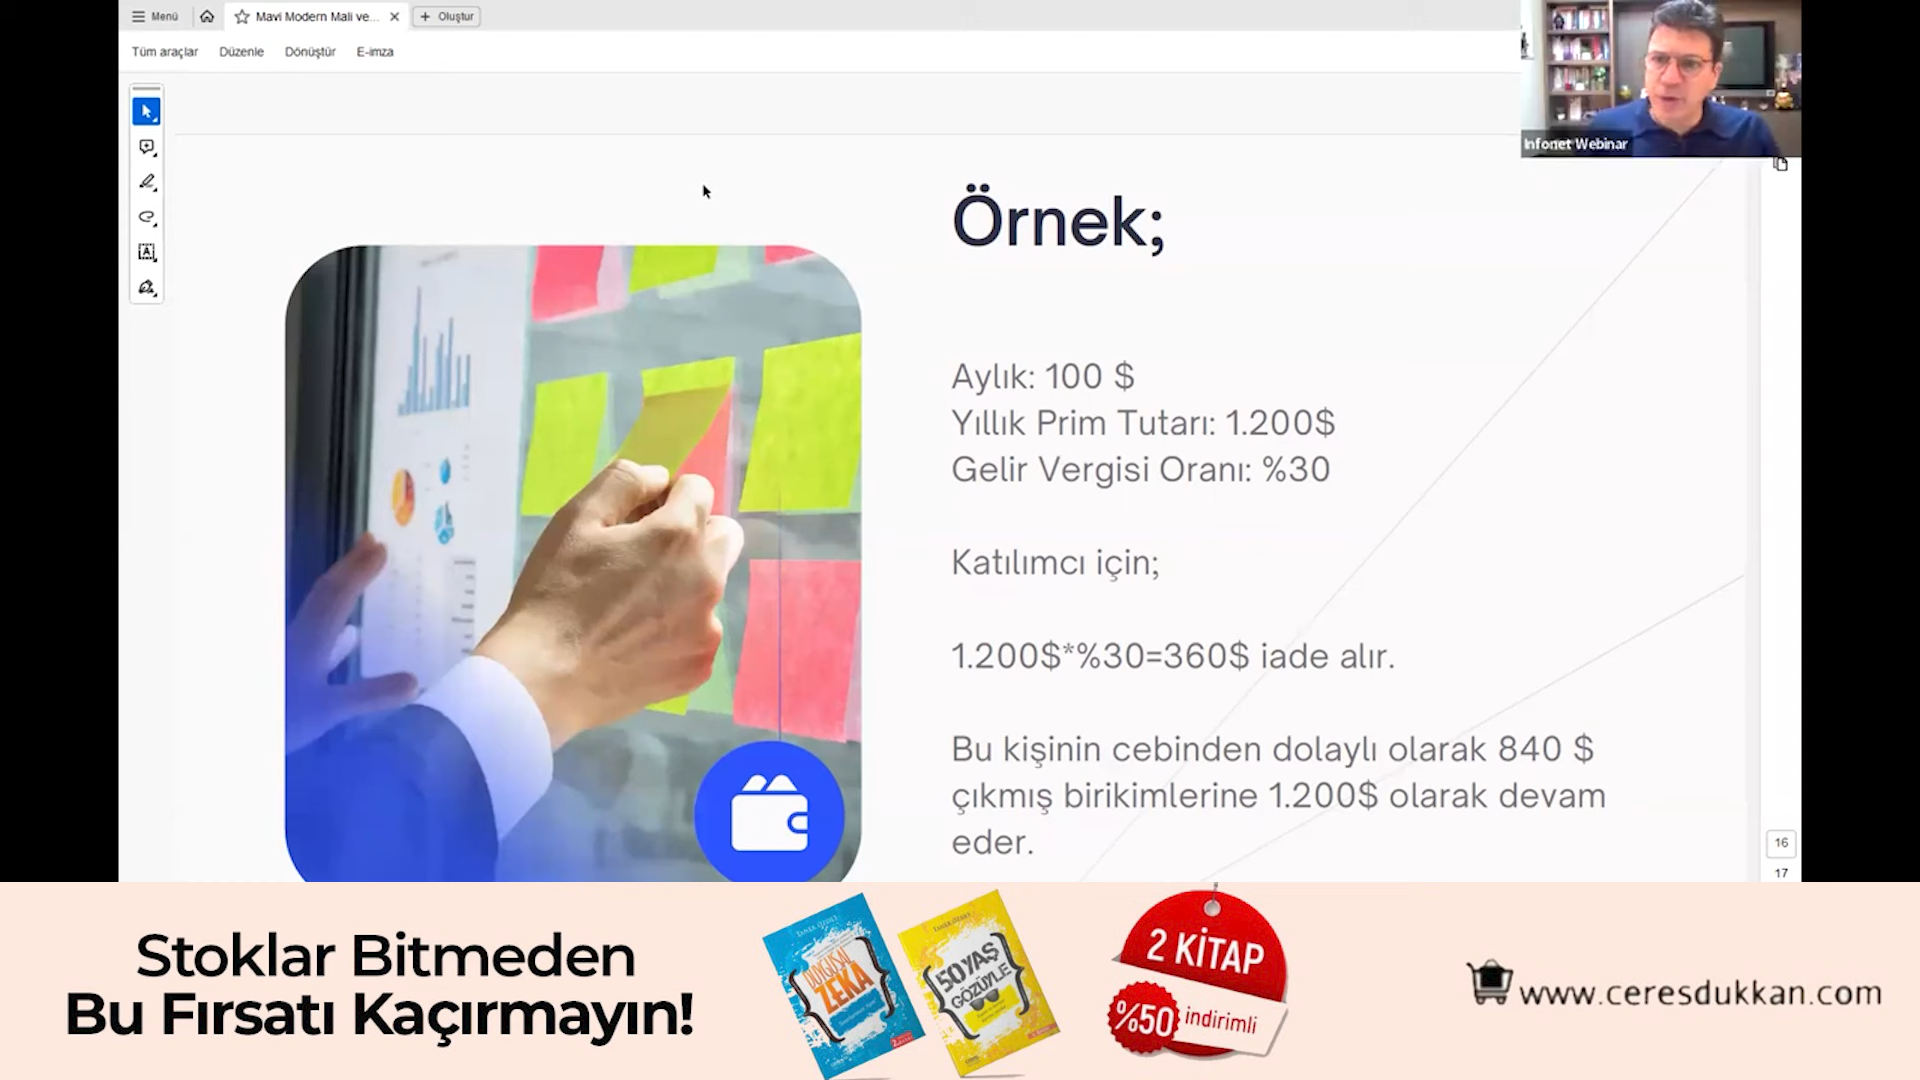 Menü
Mavi Modern Mali ve...
Oluştur
Tüm araçlar
Düzenle
Dönüştür
E-imza
Infonet Webinar
Örnek;
Aylık: 100 $
Yıllık Prim Tutarı: 1.200$
Gelir Vergisi Oranı: %30
Katılımcı için;
1.200$*%30=360$ iade alır.
Bu kişinin cebinden dolaylı olarak 840 $
çıkmış birikimlerine 1.200$ olarak devam
eder.
16
17
Stoklar Bitmeden
Bu Fırsatı Kaçırmayın!
DUYGUSAL
ZEKA
50 YAŞ
GÖZÜYLE
2 KİTAP
%50 indirimli
www.ceresdukkan.com